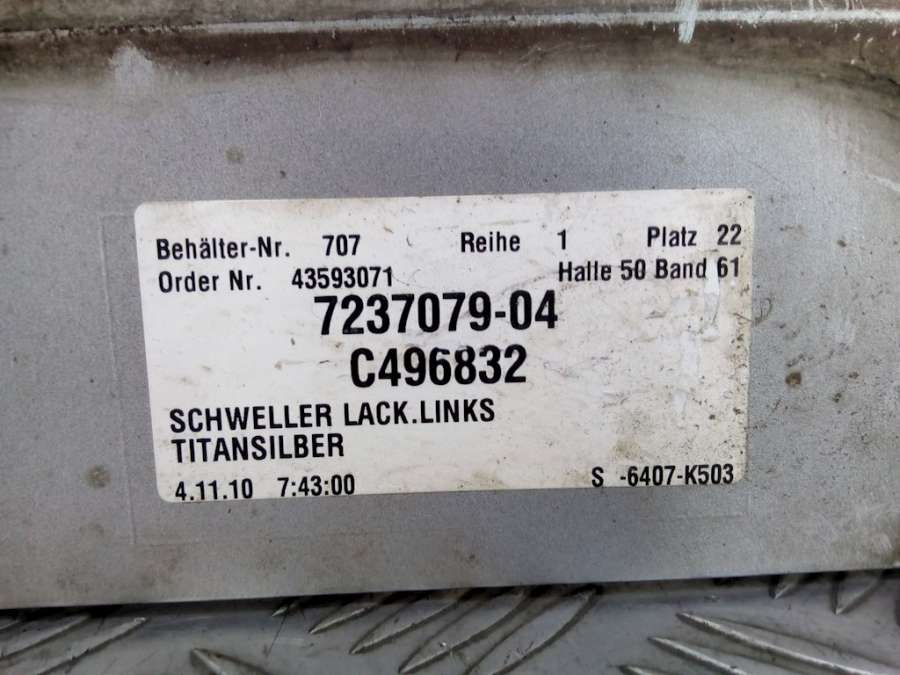 Behälter-Nr. 707 Reihe 1 Platz 22
Order Nr. 43593071 Halle 50 Band 61
7237079-04
C496832
SCHWELLER LACK.LINKS
TITANSILBER
4.11.10 7:43:00 S -6407-K503